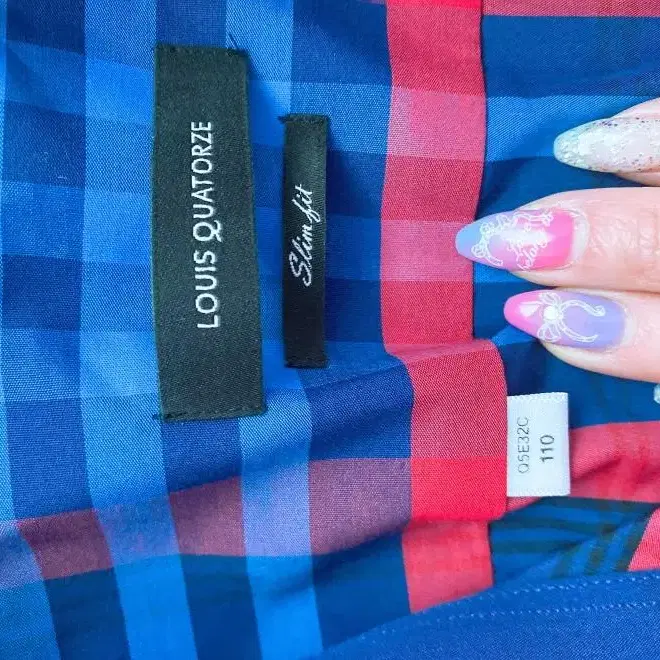 LOUIS QUATORZE
Slim fit
Q5E32C
110